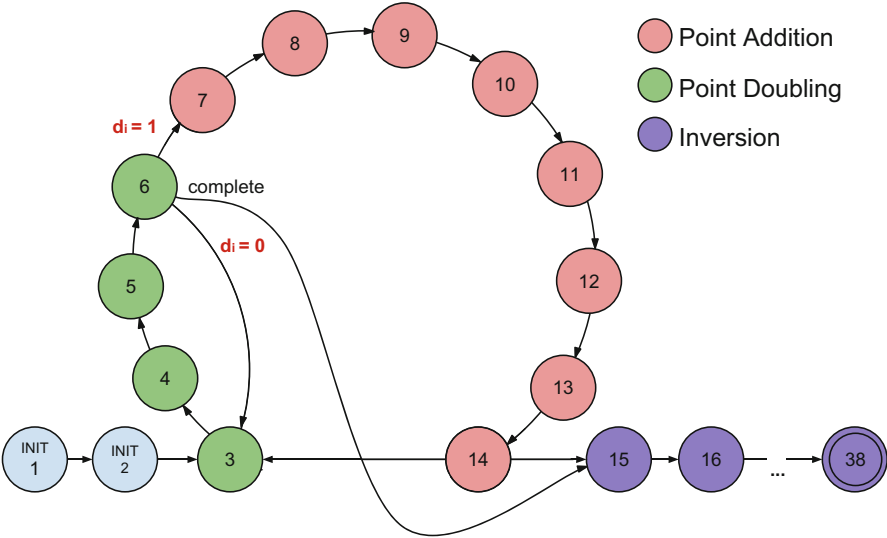 9
8
Point Addition
10
7
Point Doubling
dᵢ = 1
Inversion
11
6
complete
dᵢ = 0
5
12
4
13
INIT
1
INIT
2
3
14
15
16
...
38